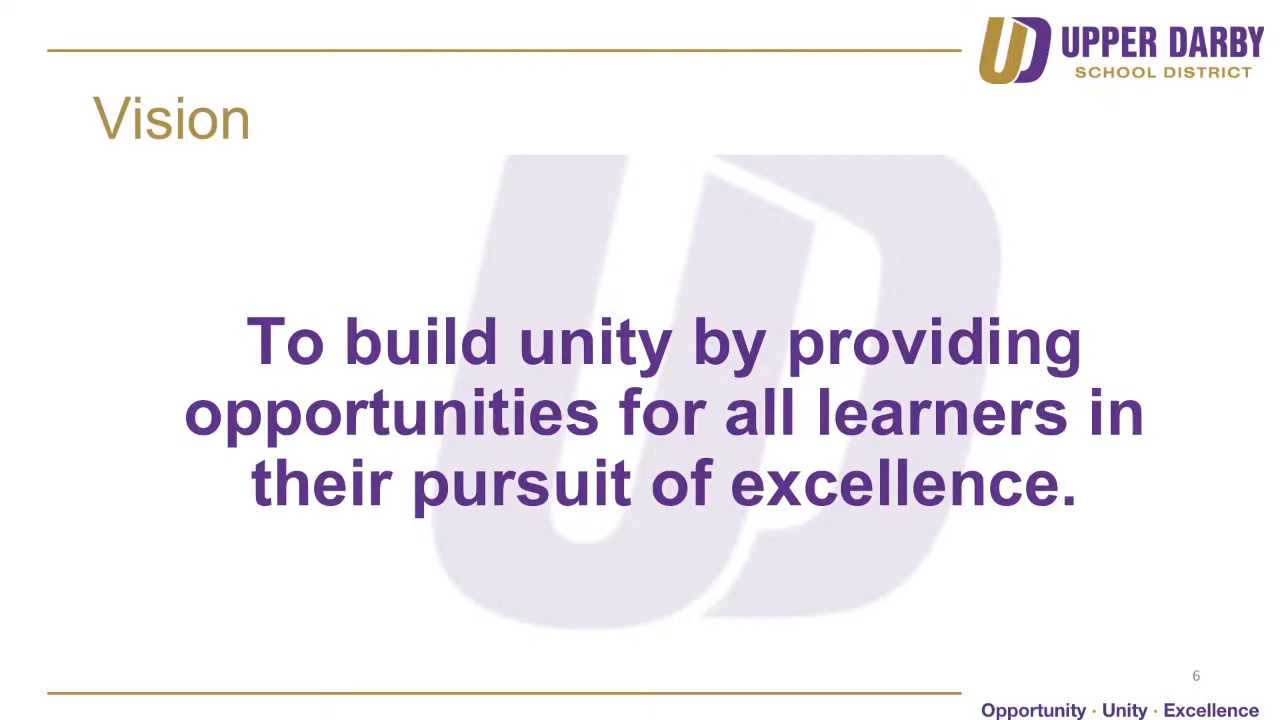 UPPER DARBY
SCHOOL DISTRICT
Vision
To build unity by providing
opportunities for all learners in
their pursuit of excellence.
6
Opportunity · Unity · Excellence